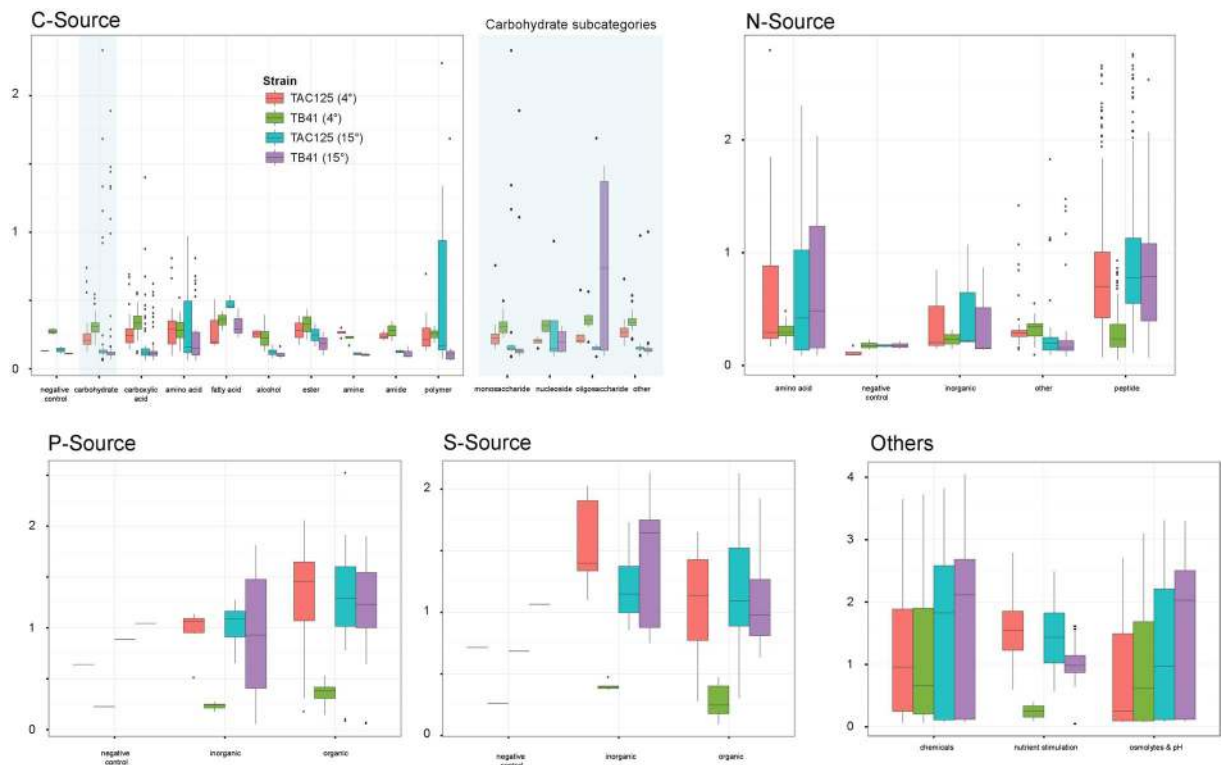 C-Source
Carbohydrate subcategories
N-Source
Strain
TAC125 (4°)
TB41 (4°)
TAC125 (15°)
TB41 (15°)
2
1
0
negative control
carbohydrate
carboxylic acid
amino acid
fatty acid
alcohol
ester
amine
amide
polymer
monosaccharide
nucleoside
oilgosaccharide
other
2
1
0
amino acid
negative control
inorganic
other
peptide
P-Source
S-Source
Others
2
1
0
negative control
inorganic
organic
2
1
0
negative control
inorganic
organic
4
3
2
1
0
chemicals
nutrient stimulation
osmolytes & pH